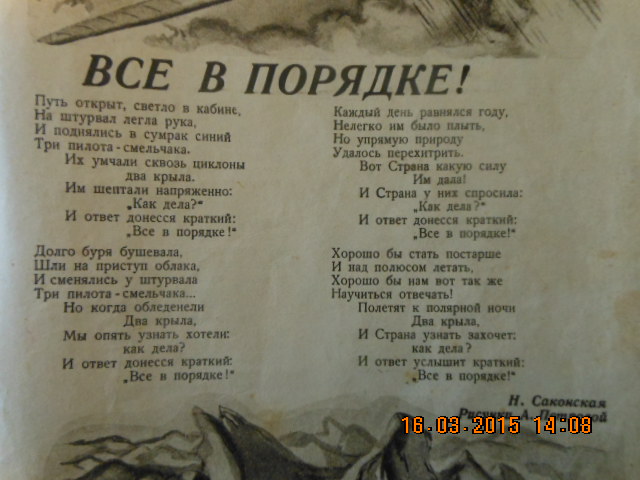 ВСЕ В ПОРЯДКЕ!
Путь открыт, светло в кабине,
На штурвал легла рука,
И поднялись в сумрак синий
Три пилота-смельчака.
Их умчали сквозь циклоны
два крыла.
Им шептали напряженно:
„Как дела?“
И ответ донесся краткий:
„Все в порядке!“
Долго буря бушевала,
Шли на приступ облака,
И сменялись у штурвала
Три пилота-смельчака...
Но когда обледенели
Два крыла,
Мы опять узнать хотели:
как дела?
И ответ донесся краткий:
„Все в порядке!“
Каждый день равнялся году,
Нелегко им было плыть,
Но упрямую природу
Удалось перехитрить.
Вот Страна какую силу
Им дала!
И Страна у них спросила:
„Как дела?“
И ответ донесся краткий:
„Все в порядке!“
Хорошо бы стать постарше
И над полюсом летать,
Хорошо бы нам вот так же
Научиться отвечать!
Полетят к полярной ночи
Два крыла,
И Страна узнать захочет:
как дела?
И ответ услышит краткий:
„Все в порядке!“
Н. Саконская
Рисунки А.
16-03-2015 14:08